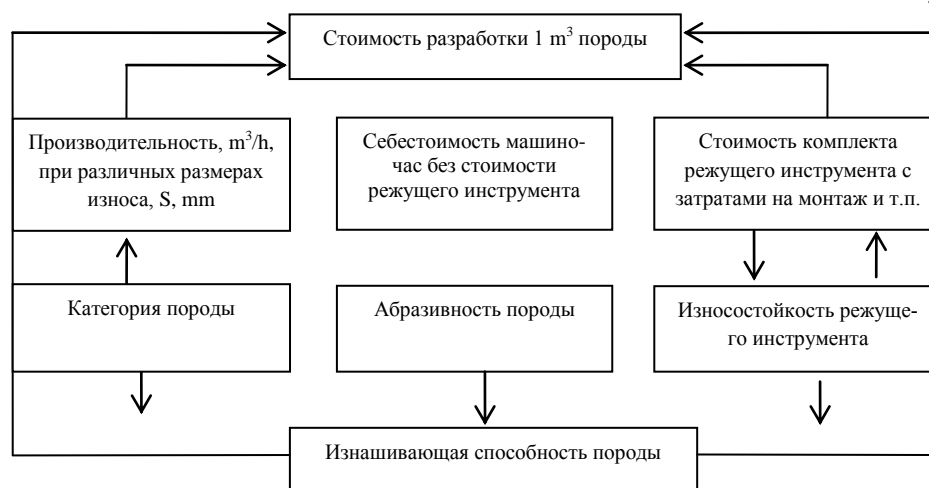 Стоимость разработки 1 m³ породы
Производительность, m³/h,
при различных размерах
износа, S, mm
Себестоимость машино-
час без стоимости
режущего инструмента
Стоимость комплекта
режущего инструмента с
затратами на монтаж и т.п.
Категория породы
Абразивность породы
Износостойкость режуще-
го инструмента
Изнашивающая способность породы